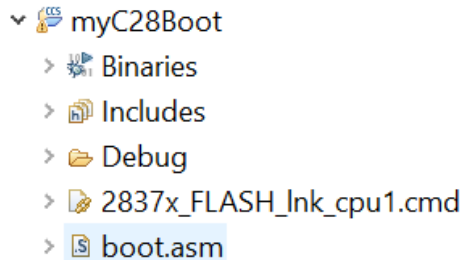 myC28Boot
Binaries
Includes
Debug
2837x_FLASH_lnk_cpu1.cmd
boot.asm